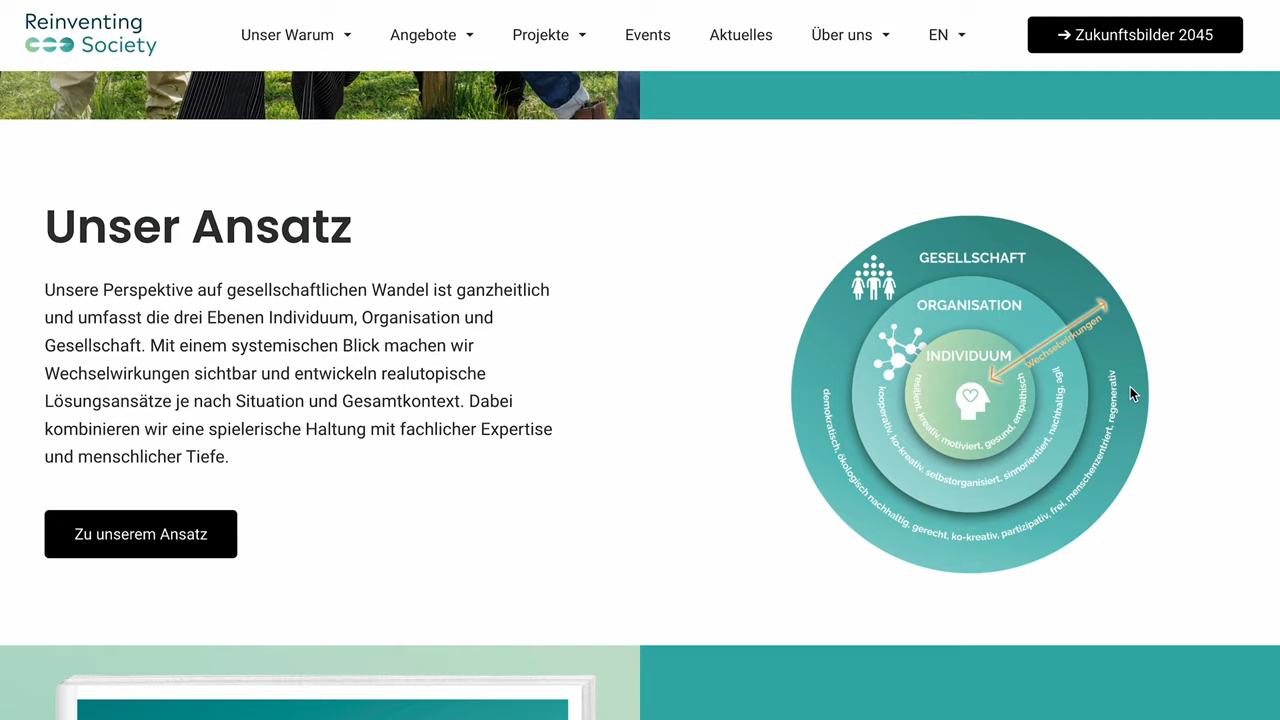 Reinventing
Society
Unser Warum
Angebote
Projekte
Events
Aktuelles
Über uns
EN
→ Zukunftsbilder 2045
Unser Ansatz
Unsere Perspektive auf gesellschaftlichen Wandel ist ganzheitlich
und umfasst die drei Ebenen Individuum, Organisation und
Gesellschaft. Mit einem systemischen Blick machen wir
Wechselwirkungen sichtbar und entwickeln realutopische
Lösungsansätze je nach Situation und Gesamtkontext. Dabei
kombinieren wir eine spielerische Haltung mit fachlicher Expertise
und menschlicher Tiefe.
Zu unserem Ansatz
GESELLSCHAFT
ORGANISATION
INDIVIDUUM
Wechselwirkungen
resilient, kreativ, motiviert, gesund, empathisch
kooperativ, ko-kreativ, selbstorganisiert, sinnorientiert, nachhaltig, agil
demokratisch, ökologisch nachhaltig, gerecht, ko-kreativ, partizipativ, frei, menschenzentriert, regenerativ